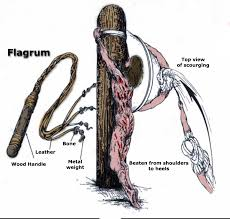 Flagrum
Top view
of scourging
Leather
Bone
Wood Handle
Metal
weight
Beaten from shoulders
to heels